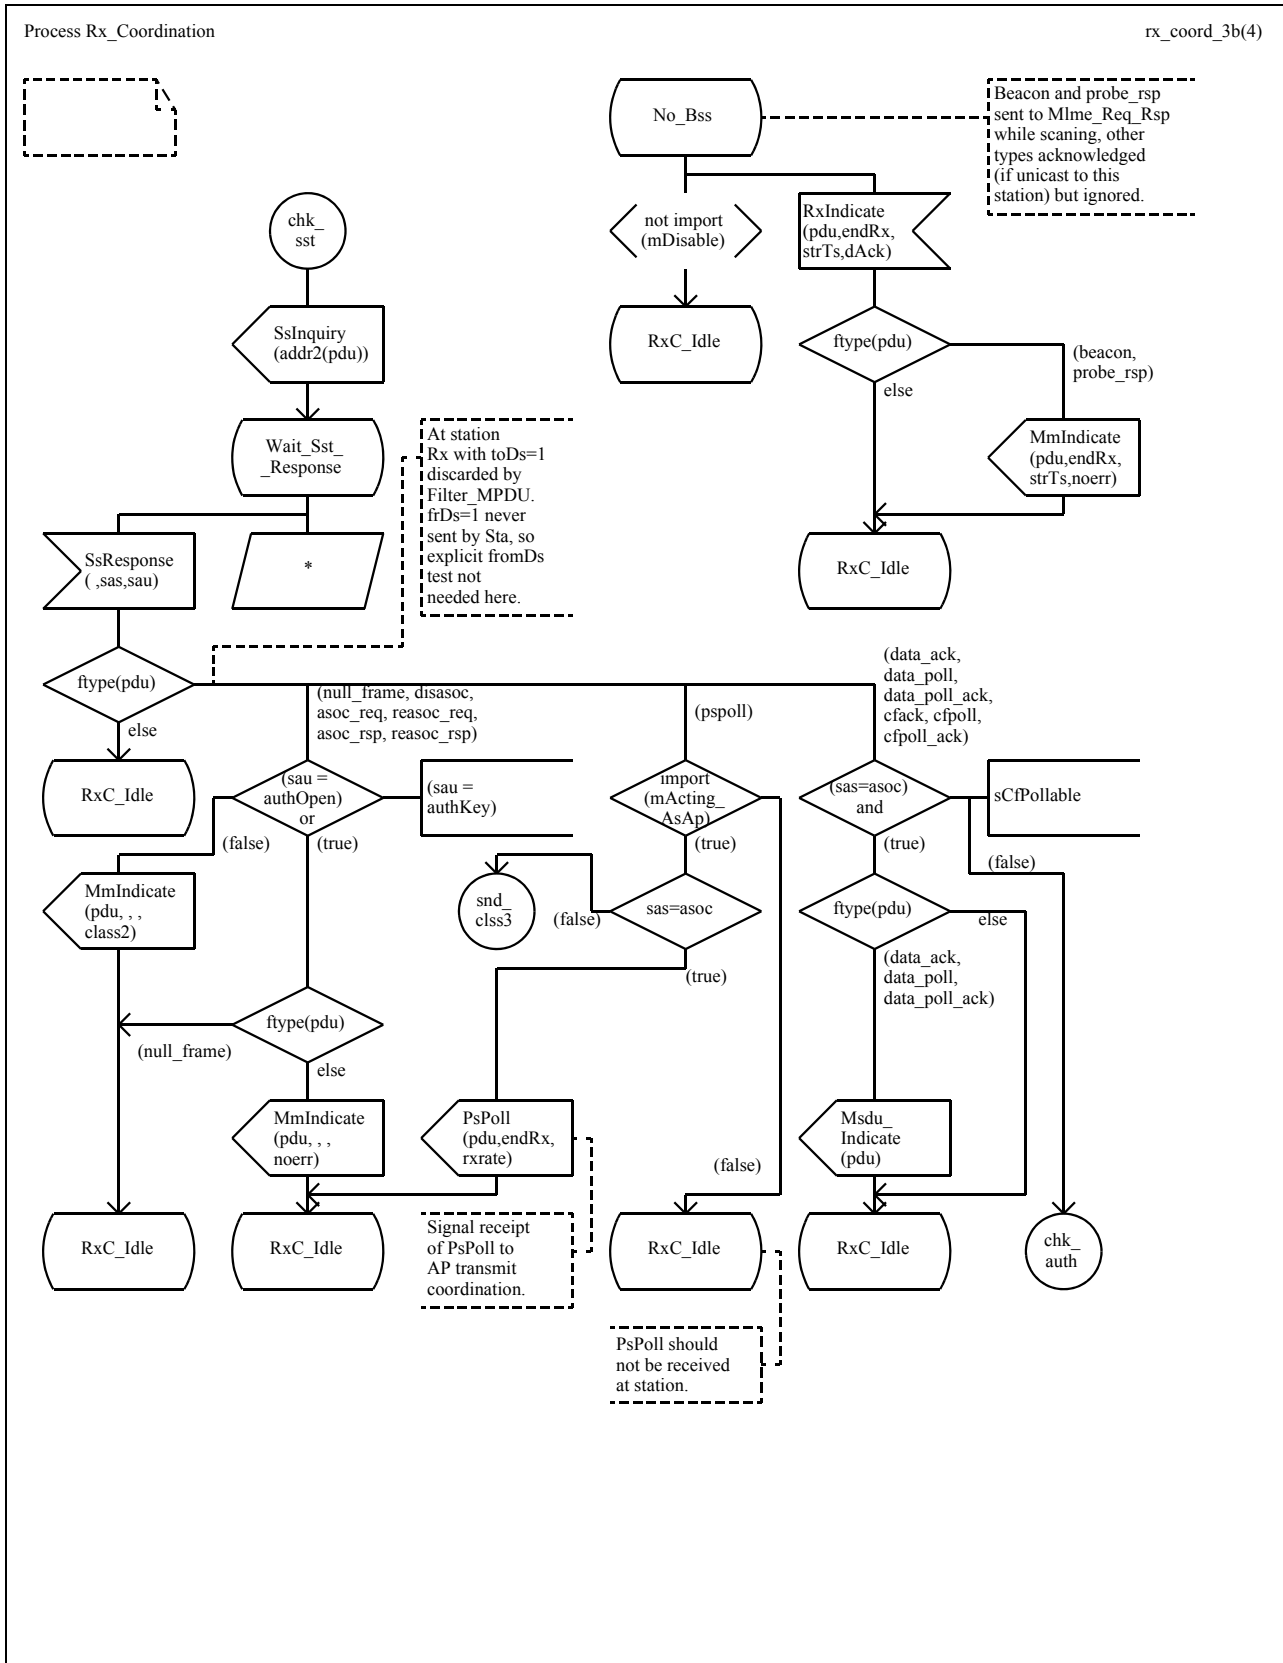 Process Rx_Coordination
rx_coord_3b(4)
No_Bss
Beacon and probe_rsp
sent to Mlme_Req_Rsp
while scaning, other
types acknowledged
(if unicast to this
station) but ignored.
chk_
sst
not import
(mDisable)
RxIndicate
(pdu,endRx,
strTs,dAck)
SsInquiry
(addr2(pdu))
RxC_Idle
ftype(pdu)
(beacon,
probe_rsp)
else
Wait_Sst_
_Response
At station
Rx with toDs=1
discarded by
Filter_MPDU.
frDs=1 never
sent by Sta, so
explicit fromDs
test not
needed here.
MmIndicate
(pdu,endRx,
strTs,noerr)
SsResponse
( ,sas,sau)
*
RxC_Idle
ftype(pdu)
else
(null_frame, disasoc,
asoc_req, reasoc_req,
asoc_rsp, reasoc_rsp)
(pspoll)
(data_ack,
data_poll,
data_poll_ack,
cfack, cfpoll,
cfpoll_ack)
RxC_Idle
(sau =
authOpen)
or
(sau =
authKey)
import
(mActing_
AsAp)
(sas=asoc)
and
sCfPollable
(false)
(true)
(true)
(true)
(false)
MmIndicate
(pdu, , ,
class2)
snd_
clss3
(false)
sas=asoc
ftype(pdu)
else
(true)
(data_ack,
data_poll,
data_poll_ack)
ftype(pdu)
(null_frame)
else
MmIndicate
(pdu, , ,
noerr)
PsPoll
(pdu,endRx,
rxrate)
(false)
Msdu_
_Indicate
(pdu)
RxC_Idle
RxC_Idle
Signal receipt
of PsPoll to
AP transmit
coordination.
RxC_Idle
RxC_Idle
chk_
auth
PsPoll should
not be received
at station.